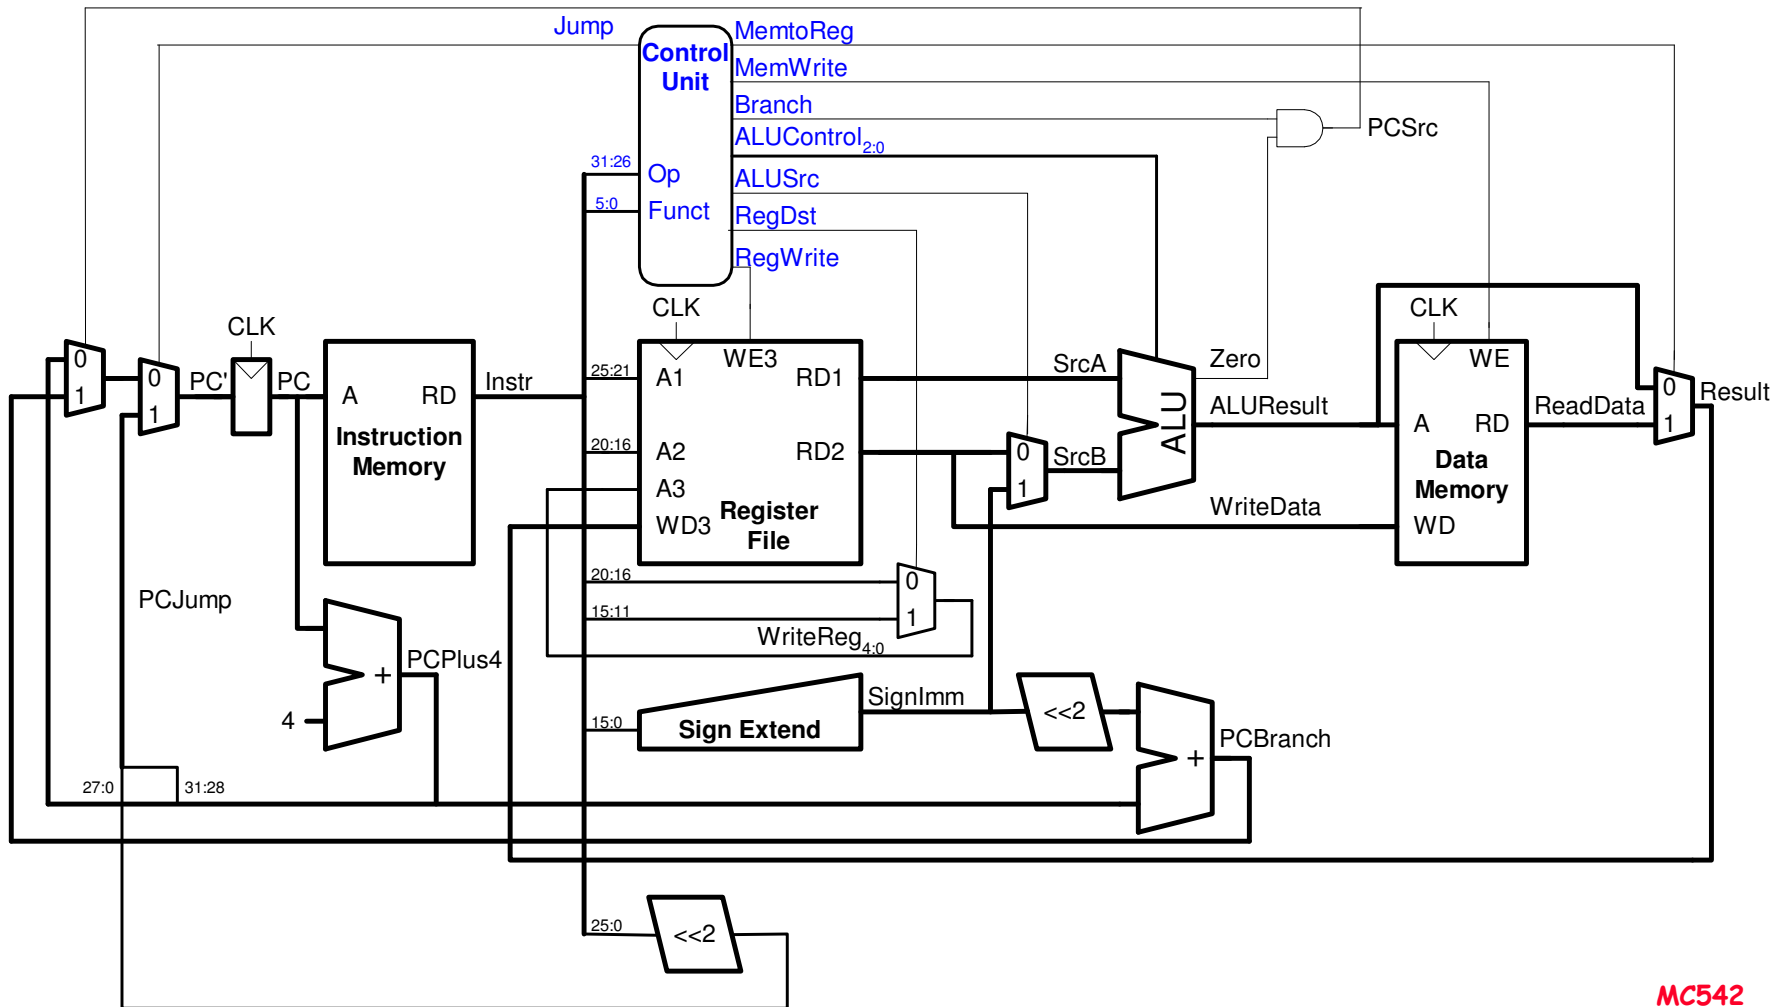 Jump
MemtoReg
Control
Unit
MemWrite
Branch
PCSrc
ALUControl2:0
31:26
Op
ALUSrc
5:0
Funct
RegDst
RegWrite
CLK
CLK
CLK
0
1
0
1
PC'
PC
A
RD
Instruction
Memory
Instr
25:21
A1
WE3
RD1
20:16
A2
RD2
A3
WD3
Register
File
SrcA
0
1
SrcB
ALU
Zero
ALUResult
WriteData
WE
A
RD
Data
Memory
WD
ReadData
0
1
Result
20:16
0
15:11
1
WriteReg4:0
PCJump
PCPlus4
+
4
15:0
Sign Extend
SignImm
<<2
PCBranch
+
27:0
31:28
25:0
<<2
MC542